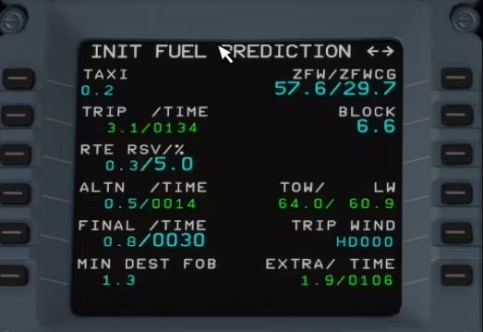 INIT FUEL PREDICTION ←→
TAXI ZFW/ZFWCG
0.2 57.6/29.7
TRIP /TIME BLOCK
3.1/0134 6.6
RTE RSV/%
0.3/5.0
ALTN /TIME TOW/ LW
0.5/0014 64.0/ 60.9
FINAL /TIME TRIP WIND
0.8/0030 HD000
MIN DEST FOB EXTRA/ TIME
1.3 1.9/0106